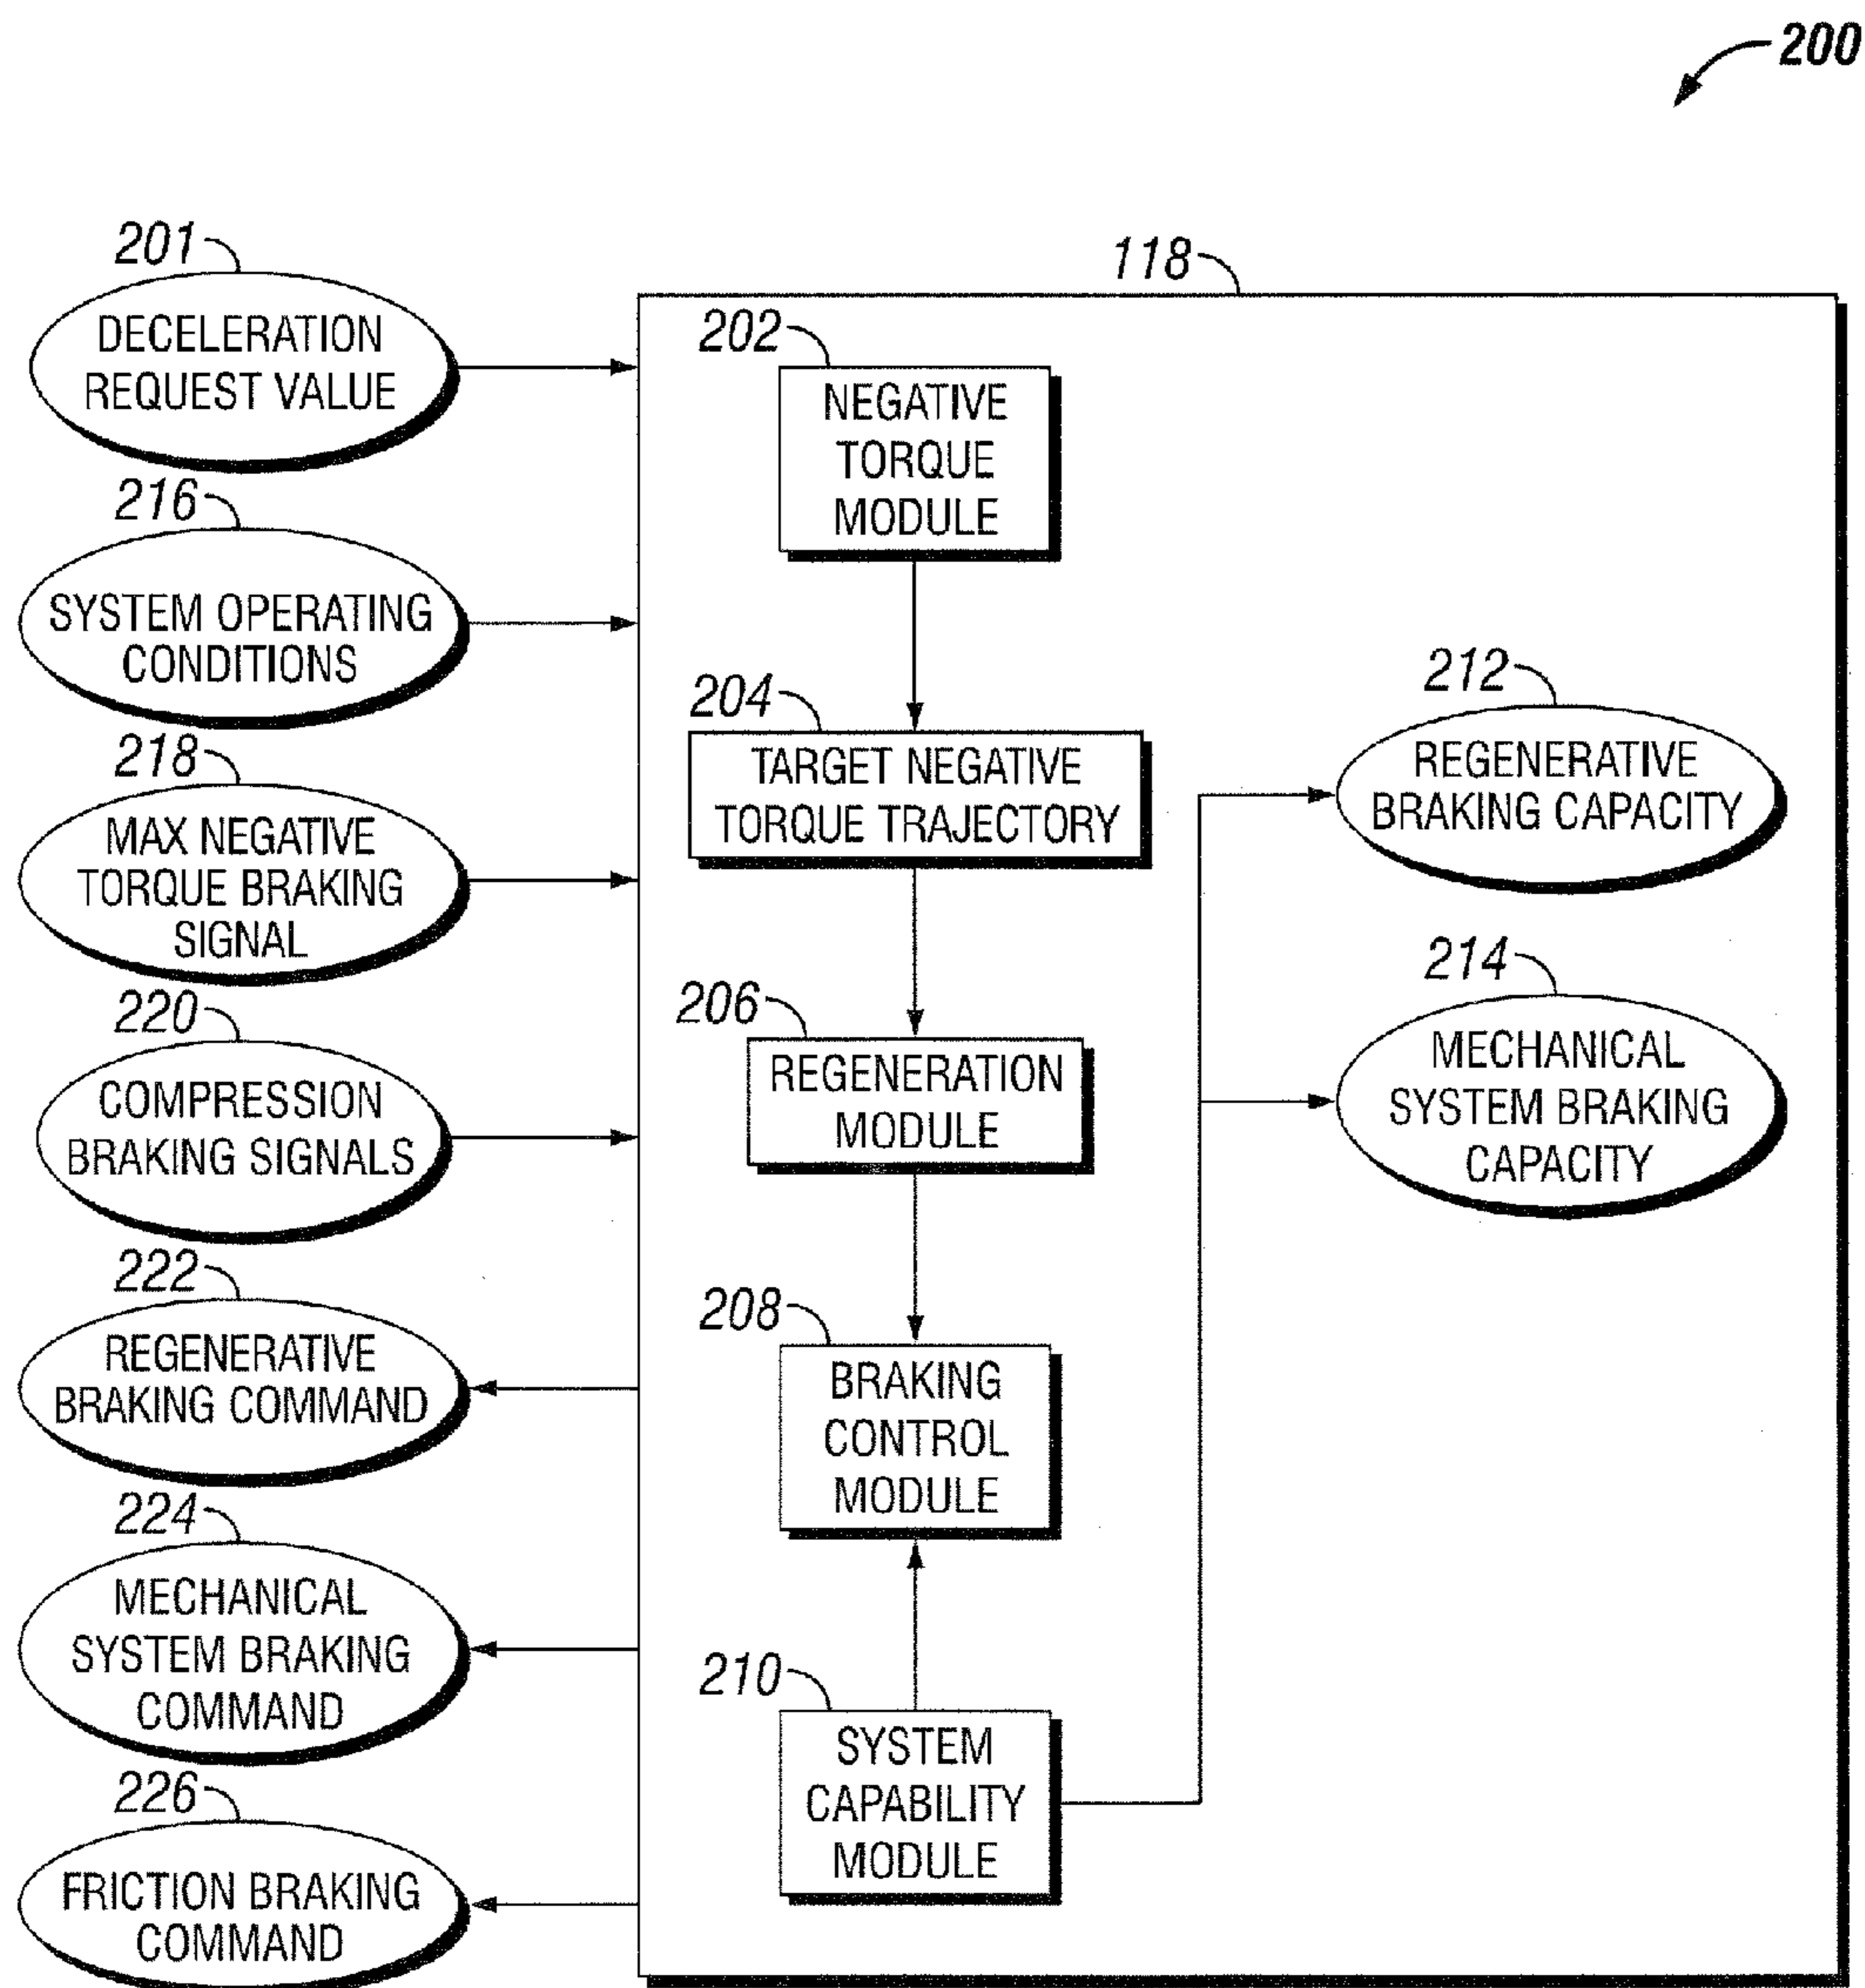 200
201
DECELERATION
REQUEST VALUE
216
SYSTEM OPERATING
CONDITIONS
218
MAX NEGATIVE
TORQUE BRAKING
SIGNAL
220
COMPRESSION
BRAKING SIGNALS
222
REGENERATIVE
BRAKING COMMAND
224
MECHANICAL
SYSTEM BRAKING
COMMAND
226
FRICTION BRAKING
COMMAND
118
202
NEGATIVE
TORQUE
MODULE
204
TARGET NEGATIVE
TORQUE TRAJECTORY
206
REGENERATION
MODULE
208
BRAKING
CONTROL
MODULE
210
SYSTEM
CAPABILITY
MODULE
212
REGENERATIVE
BRAKING CAPACITY
214
MECHANICAL
SYSTEM BRAKING
CAPACITY